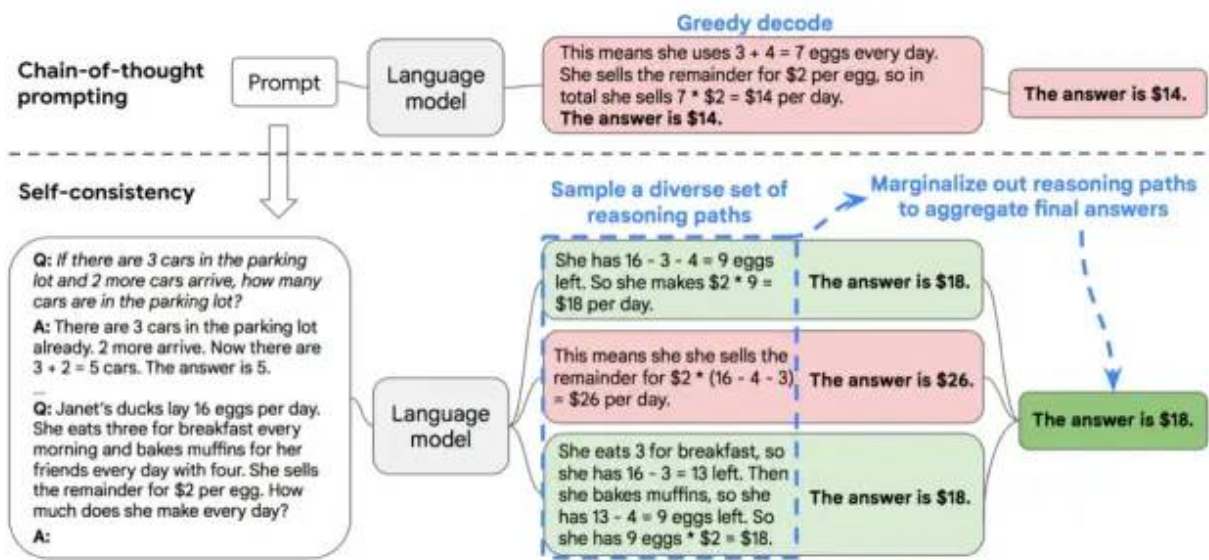 Greedy decode
Chain-of-thought
prompting
Prompt
Language
model
This means she uses 3 + 4 = 7 eggs every day.
She sells the remainder for $2 per egg, so in
total she sells 7 * $2 = $14 per day.
The answer is $14.
The answer is $14.
Self-consistency
Sample a diverse set of
reasoning paths
Marginalize out reasoning paths
to aggregate final answers
Q: If there are 3 cars in the parking
lot and 2 more cars arrive, how many
cars are in the parking lot?
A: There are 3 cars in the parking lot
already. 2 more arrive. Now there are
3 + 2 = 5 cars. The answer is 5.
...
Q: Janet's ducks lay 16 eggs per day.
She eats three for breakfast every
morning and bakes muffins for her
friends every day with four. She sells
the remainder for $2 per egg. How
much does she make every day?
A:
Language
model
She has 16 - 3 - 4 = 9 eggs
left. So she makes $2 * 9 =
$18 per day.
The answer is $18.
This means she she sells the
remainder for $2 * (16 - 4 - 3)
= $26 per day.
The answer is $26.
She eats 3 for breakfast, so
she has 16 - 3 = 13 left. Then
she bakes muffins, so she
has 13 - 4 = 9 eggs left. So
she has 9 eggs * $2 = $18.
The answer is $18.
The answer is $18.